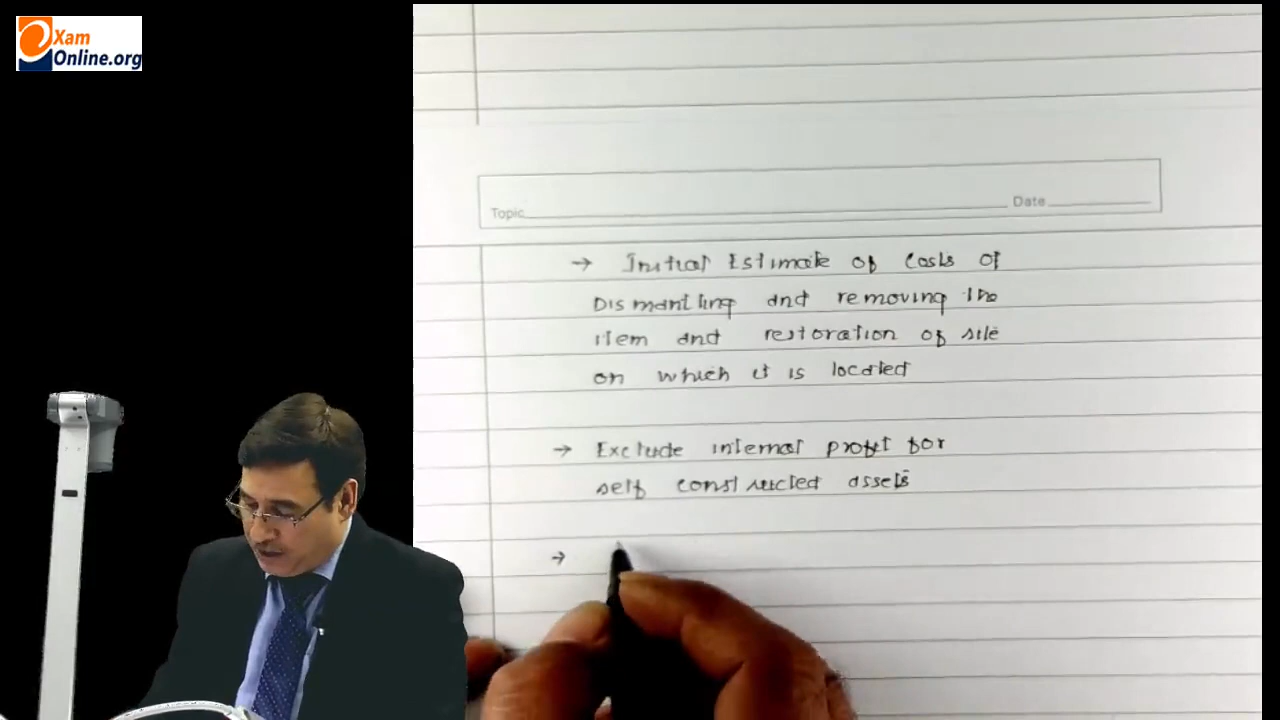 Xam
Online.org
Topic
Date
→ Initial Estimate of Costs of
Dismantling and removing the
item and restoration of site
on which it is located
→ Exclude internal profit for
self constructed assets
→